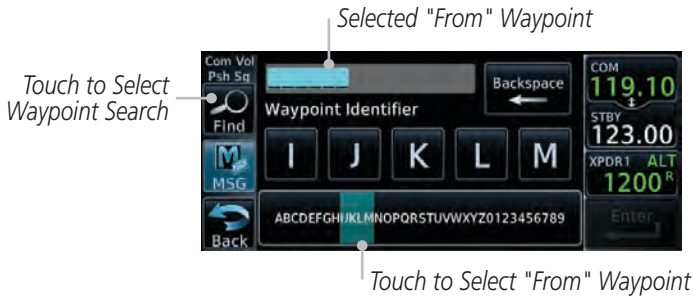 Selected "From" Waypoint
Touch to Select
Waypoint Search
Com Vol
Psh Sq
Find
MSG
Back
Backspace
Waypoint Identifier
I J K L M
ABCDEFGHIJKLMNOPQRSTUVWXYZ0123456789
COM
119.10
STBY
123.00
XPDR1 ALT
1200 R
Enter
Touch to Select "From" Waypoint